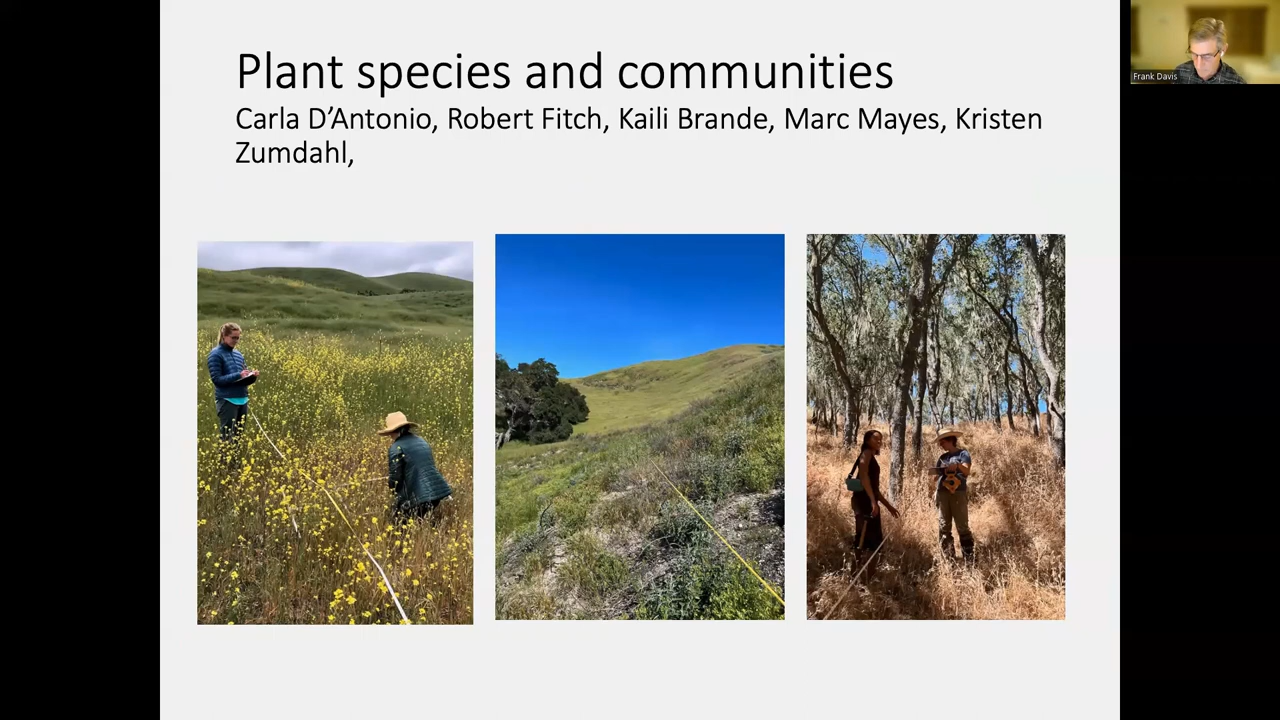 Plant species and communities
Carla D’Antonio, Robert Fitch, Kaili Brande, Marc Mayes, Kristen
Zumdahl,
Frank Davis